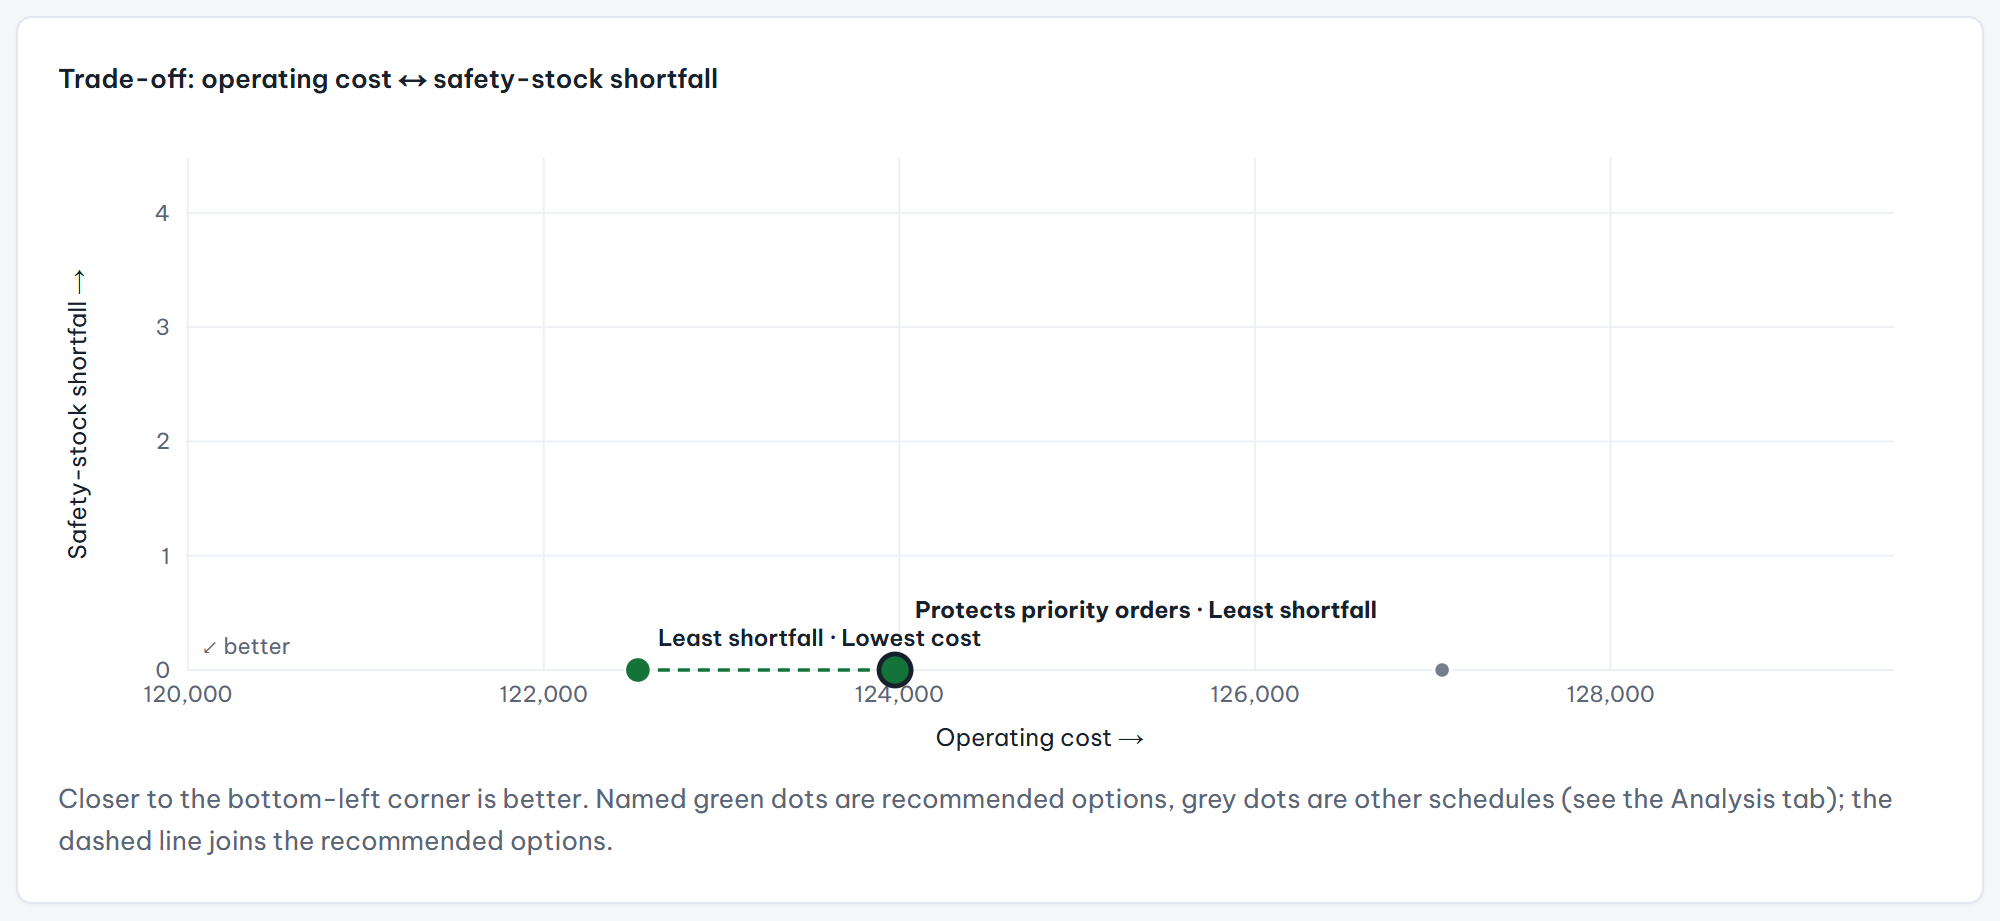 Trade-off: operating cost ↔ safety-stock shortfall
4
3
2
1
0
Safety-stock shortfall →
Protects priority orders · Least shortfall
Least shortfall · Lowest cost
↙ better
120,000
122,000
124,000
126,000
128,000
Operating cost →
Closer to the bottom-left corner is better. Named green dots are recommended options, grey dots are other schedules (see the Analysis tab); the
dashed line joins the recommended options.